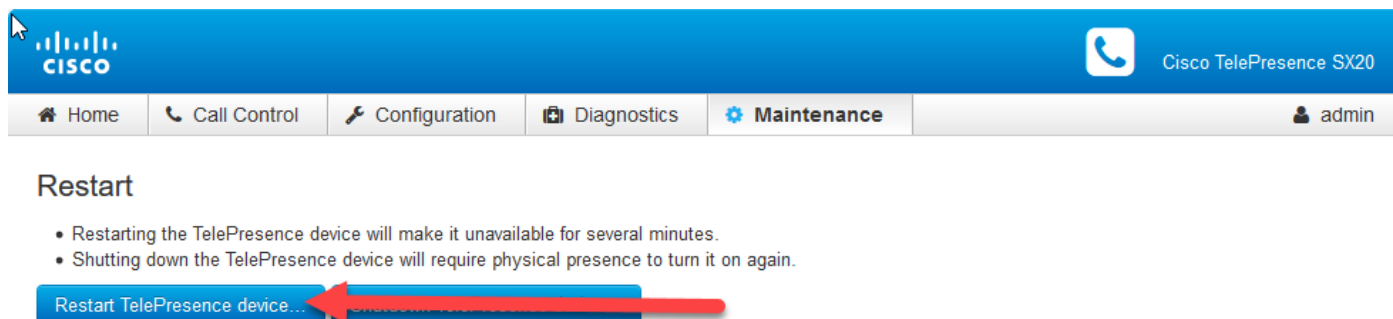 CISCO
Cisco TelePresence SX20
Home Call Control Configuration Diagnostics Maintenance admin
Restart
• Restarting the TelePresence device will make it unavailable for several minutes.
• Shutting down the TelePresence device will require physical presence to turn it on again.
Restart TelePresence device...